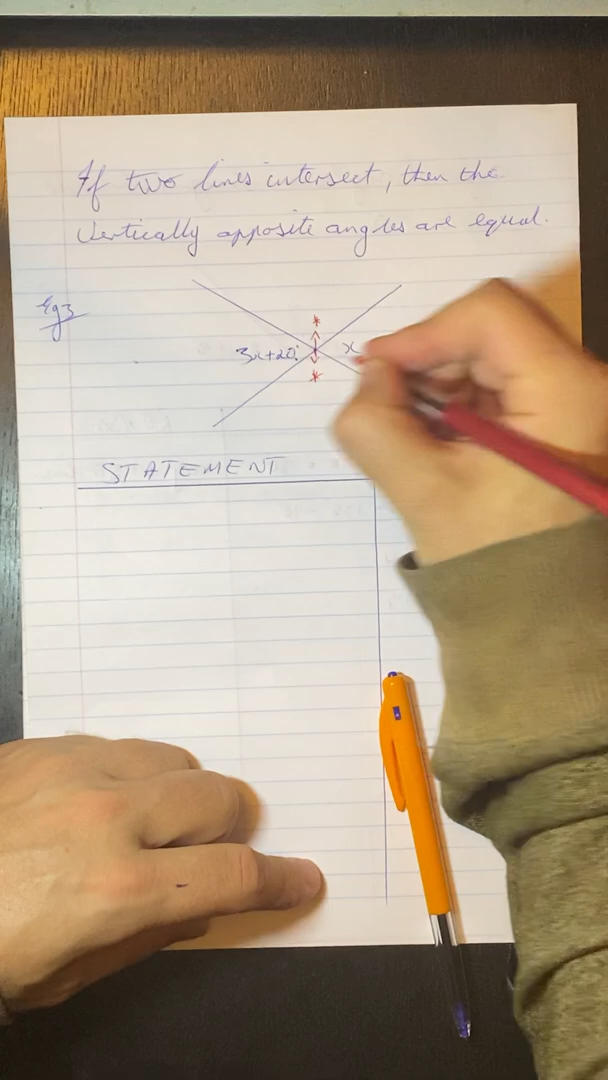 If two lines intersect, then the
vertically opposite angles are equal.
Eg3
*
3x+20° x
*
STATEMENT